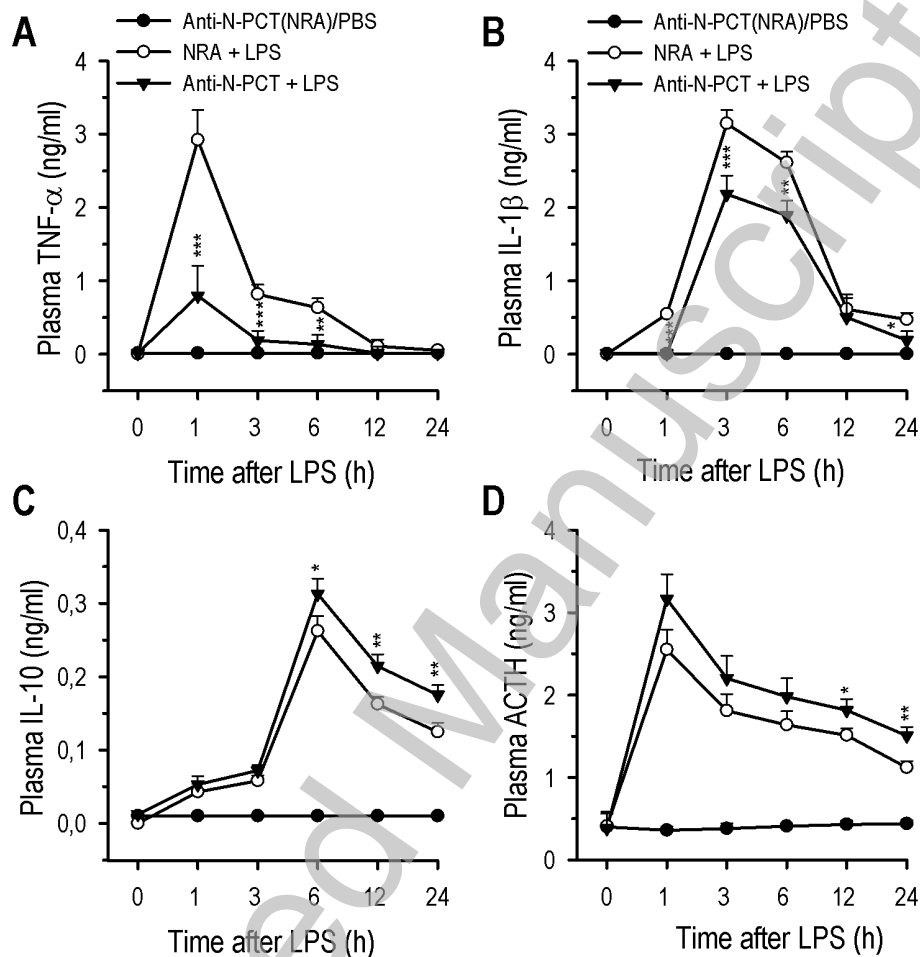 A
Anti-N-PCT(NRA)/PBS
NRA + LPS
Anti-N-PCT + LPS
Plasma TNF-α (ng/ml)
4
3
2
1
0
***
***
**
0 1 3 6 12 24
Time after LPS (h)
B
Anti-N-PCT(NRA)/PBS
NRA + LPS
Anti-N-PCT + LPS
Plasma IL-1β (ng/ml)
4
3
2
1
0
***
***
**
*
0 1 3 6 12 24
Time after LPS (h)
C
Plasma IL-10 (ng/ml)
0,4
0,3
0,2
0,1
0,0
*
**
**
0 1 3 6 12 24
Time after LPS (h)
D
Plasma ACTH (ng/ml)
4
3
2
1
0
*
**
0 1 3 6 12 24
Time after LPS (h)
ed Manuscript